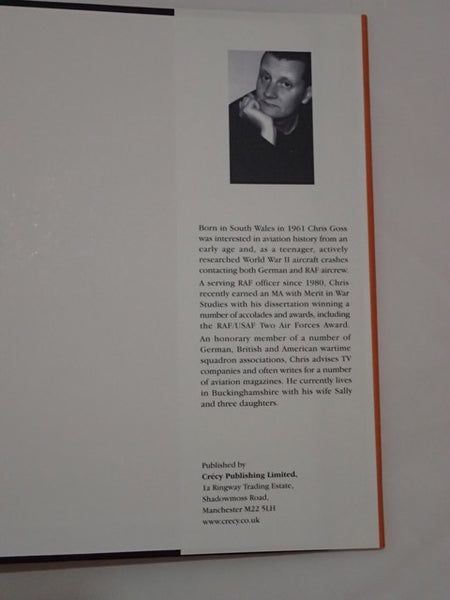 Born in South Wales in 1961 Chris Goss
was interested in aviation history from an
early age and, as a teenager, actively
researched World War II aircraft crashes
contacting both German and RAF aircrew.
A serving RAF officer since 1980, Chris
recently earned an MA with Merit in War
Studies with his dissertation winning a
number of accolades and awards, including
the RAF/USAF Two Air Forces Award.
An honorary member of a number of
German, British and American wartime
squadron associations, Chris advises TV
companies and often writes for a number
of aviation magazines. He currently lives
in Buckinghamshire with his wife Sally
and three daughters.
Published by
Crécy Publishing Limited,
1a Ringway Trading Estate,
Shadowmoss Road,
Manchester M22 5LH
www.crecy.co.uk